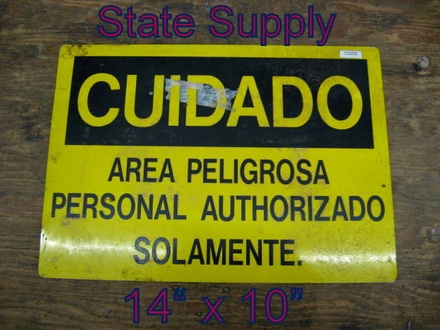 State Supply
CUIDADO
AREA PELIGROSA
PERSONAL AUTHORIZADO
SOLAMENTE.
14“ x 10”